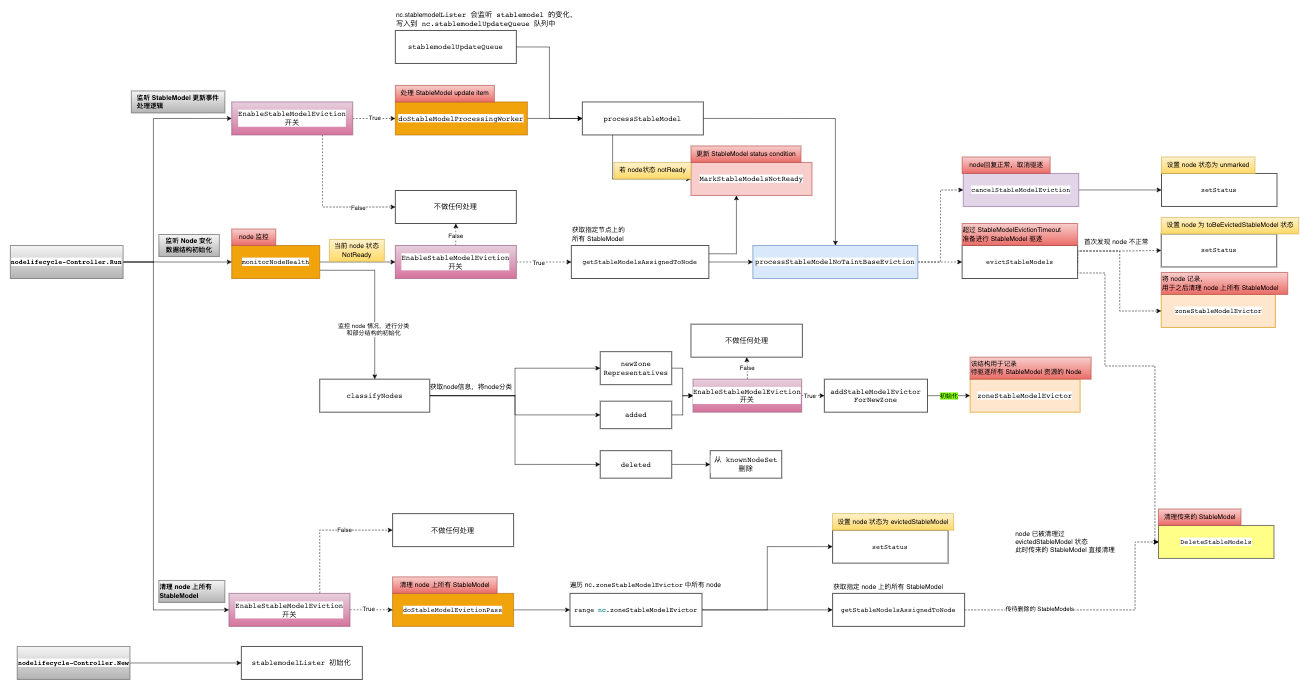 nc.stablemodelLister 会监听 stablemodel 的变化，
写入到 nc.stablemodelUpdateQueue 队列中
stablemodelUpdateQueue
监听 StableModel 更新事件
处理逻辑
EnableStableModelEviction
开关
True
处理 StableModel update item
doStableModelProcessingWorker
processStableModel
若 node状态 notReady
更新 StableModel status condition
MarkStableModelsNotReady
False
不做任何处理
False
nodelifecycle-Controller.Run
监听 Node 变化
数据结构初始化
node 监控
monitorNodeHealth
当前 node 状态
NotReady
EnableStableModelEviction
开关
True
获取指定节点上的
所有 StableModel
getStableModelsAssignedToNode
processStableModelNoTaintBaseEviction
node回复正常，取消驱逐
cancelStableModelEviction
设置 node 状态为 unmarked
setStatus
超过 StableModelEvictionTimeout
准备进行 StableModel 驱逐
evictStableModels
首次发现 node 不正常
设置 node 为 toBeEvictedStableModel 状态
setStatus
将 node 记录，
用于之后清理 node 上所有 StableModel
zoneStableNodelEvictor
监控 node 情况，进行分类
和部分结构的初始化
classifyNodes
获取node信息，将node分类
newZone
Representatives
added
deleted
从 knownNodeSet
删除
不做任何处理
False
EnableStableModelEviction
开关
True
addStableModelEvictor
ForNewZone
初始化
该结构用于记录
待驱逐所有 StableModel 资源的 Node
zoneStableModelEvictor
False
不做任何处理
清理 node 上所有
StableModel
EnableStableModelEviction
开关
True
清理 node 上所有 StableModel
doStableModelEvictionPass
遍历 nc.zoneStableModelEvictor 中所有 node
range nc.zoneStableModelEvictor
设置 node 状态为 evictedStableModel
setStatus
获取指定 node 上的所有 StableModel
getStableModelsAssignedToNode
传待删除的 StableModels
node 已被清理过
evictedStableModel 状态
此时传来的 StableModel 直接清理
清理传来的 StableModel
DeleteStableModels
nodelifecycle-Controller.New
stablemodelLister 初始化